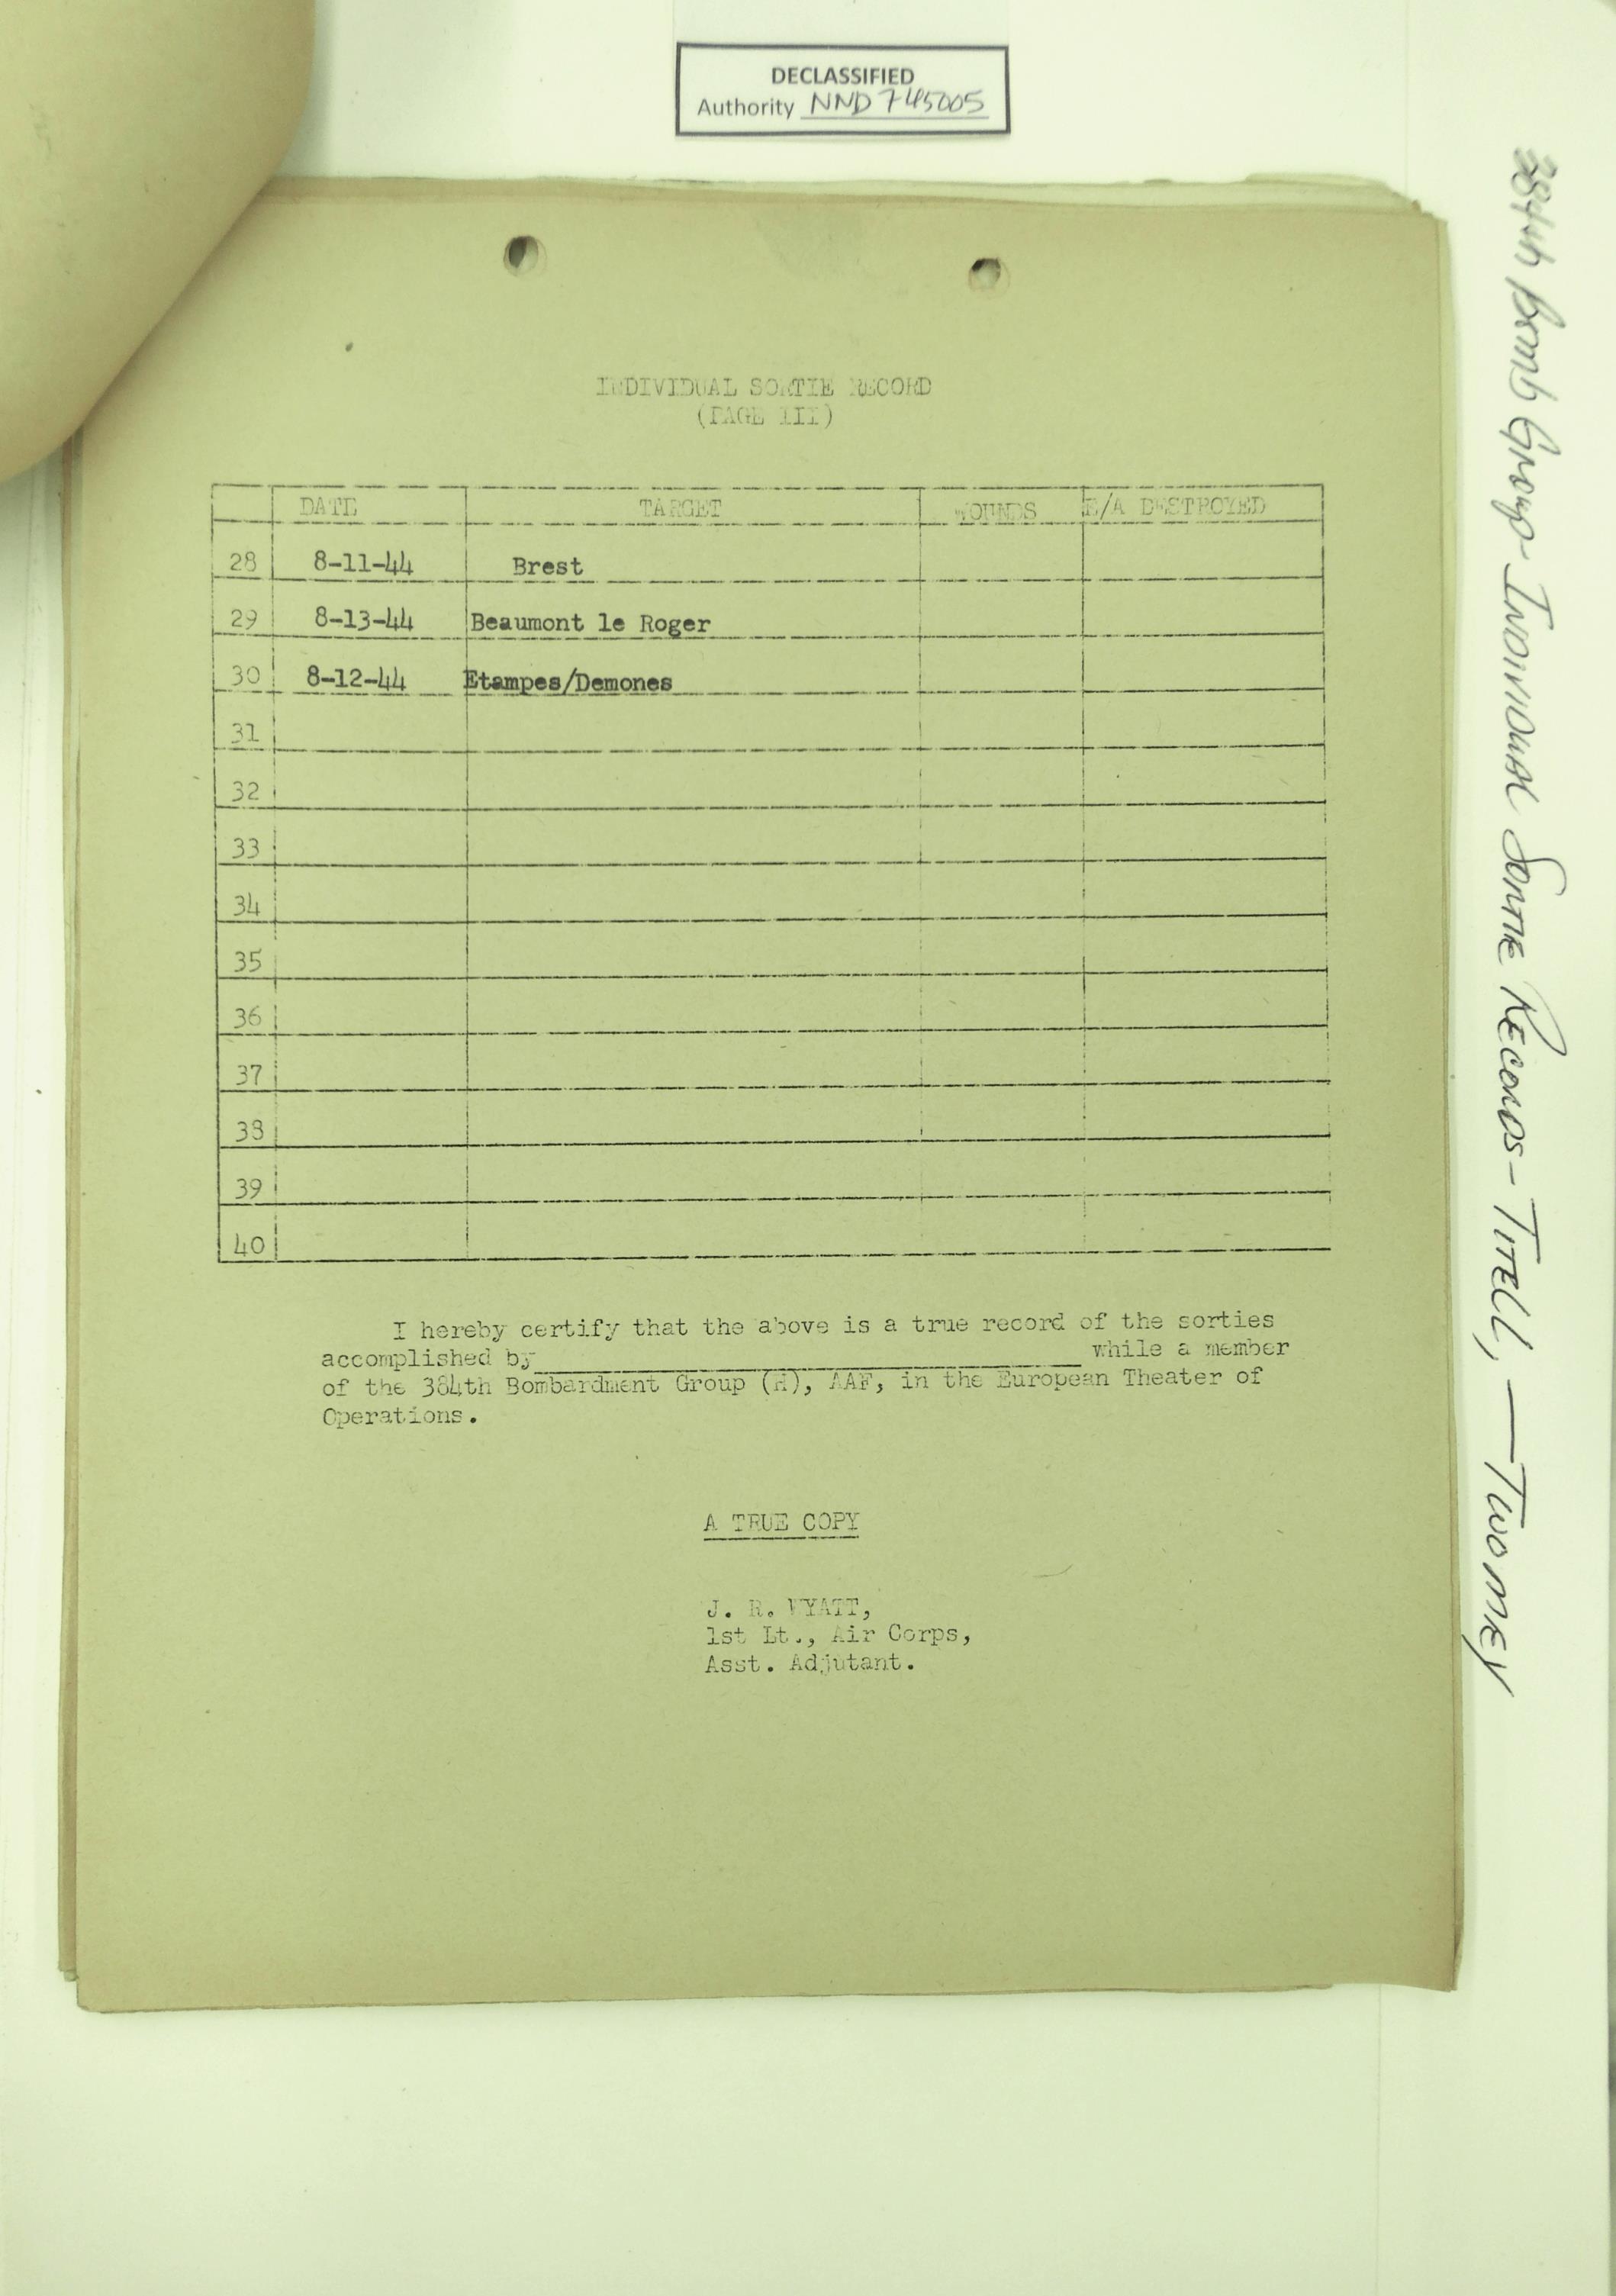 DECLASSIFIED
Authority NND 745005
384th Bomb Group - Individual Sortie Records - Titell, — Twomey
INDIVIDUAL SORTIE RECORD
(PAGE III)
DATE TARGET WOUNDS E/A DESTROYED
28 8-11-44 Brest
29 8-13-44 Beaumont le Roger
30 8-12-44 Etampes/Demones
31
32
33
34
35
36
37
38
39
40
I hereby certify that the above is a true record of the sorties
accomplished by while a member
of the 384th Bombardment Group (H), AAF, in the European Theater of
Operations.
A TRUE COPY
J. R. WYATT,
1st Lt., Air Corps,
Asst. Adjutant.